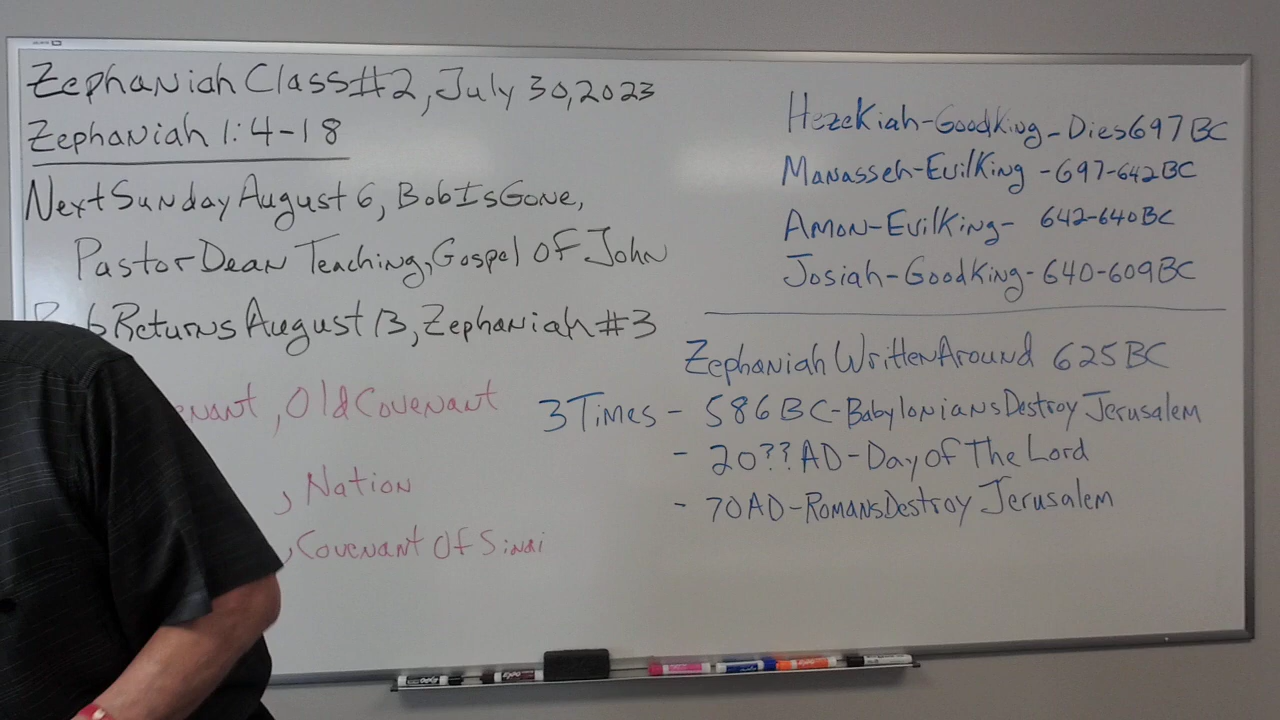 Zephaniah Class #2, July 30, 2023
Zephaniah 1:4-18
Next Sunday August 6, Bob Is Gone,
Pastor Dean Teaching, Gospel Of John
Returns August 13, Zephaniah #3
, Old Covenant
, Nation
, Covenant Of Sinai
Hezekiah - Good King - Dies 697 BC
Manasseh - Evil King - 697-642 BC
Amon - Evil King - 642-640 BC
Josiah - Good King - 640-609 BC
Zephaniah Written Around 625 BC
3 Times - 586 BC - Babylonians Destroy Jerusalem
- 20?? AD - Day Of The Lord
- 70 AD - Romans Destroy Jerusalem